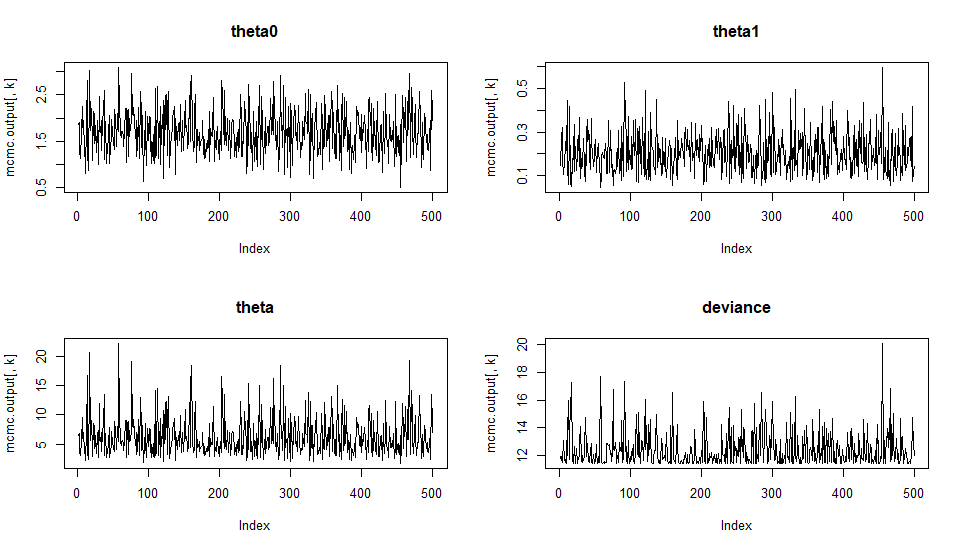 theta0
mcmc.output[, k]
0.5 1.5 2.5
0 100 200 300 400 500
Index
theta1
mcmc.output[, k]
0.1 0.3 0.5
0 100 200 300 400 500
Index
theta
mcmc.output[, k]
5 10 15 20
0 100 200 300 400 500
Index
deviance
mcmc.output[, k]
12 14 16 18 20
0 100 200 300 400 500
Index